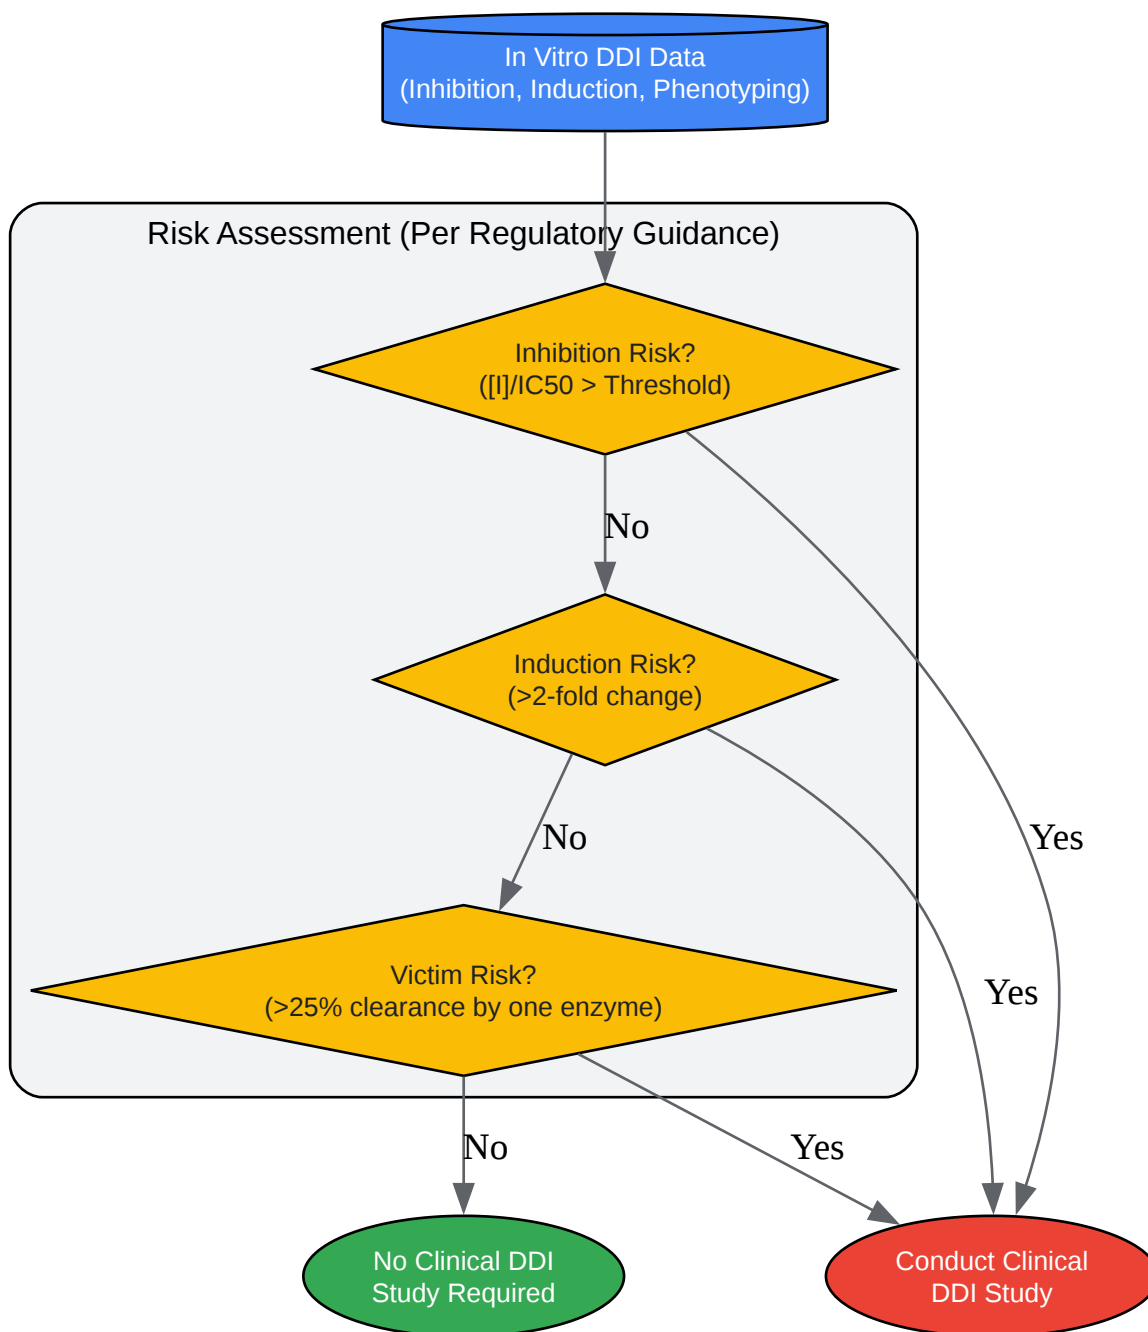 In Vitro DDI Data
(Inhibition, Induction, Phenotyping)
Risk Assessment (Per Regulatory Guidance)
Inhibition Risk?
([I]/IC50 > Threshold)
No
Induction Risk?
(>2-fold change)
No
Yes
Victim Risk?
(>25% clearance by one enzyme)
Yes
No
Yes
No Clinical DDI
Study Required
Conduct Clinical
DDI Study